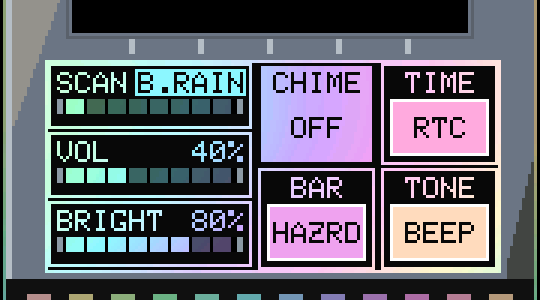 SCAN B.RAIN
VOL 40%
BRIGHT 80%
CHIME
OFF
BAR
HAZRD
TIME
RTC
TONE
BEEP